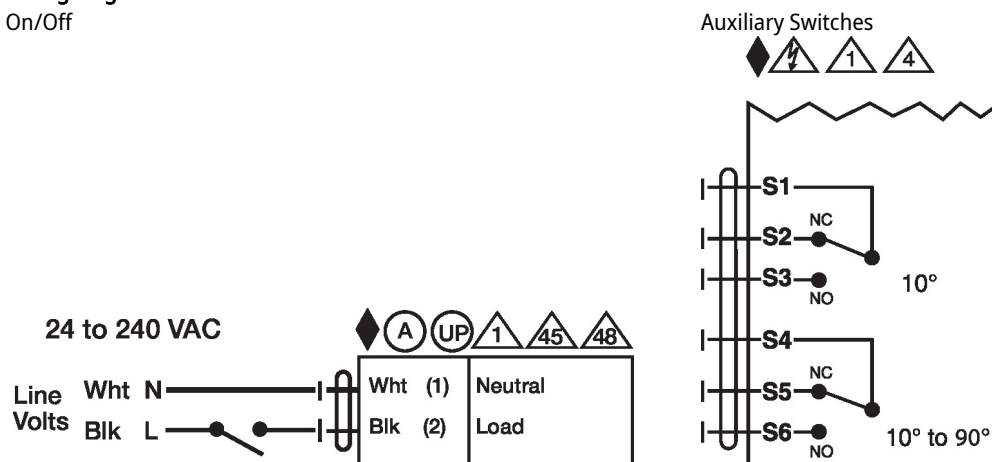 On/Off
24 to 240 VAC
A UP 1 45 48
Line Volts
Wht N Wht (1) Neutral
Blk L Blk (2) Load
Auxiliary Switches
1 4
S1
NC
S2
S3 10°
NO
S4
NC
S5
S6 10° to 90°
NO